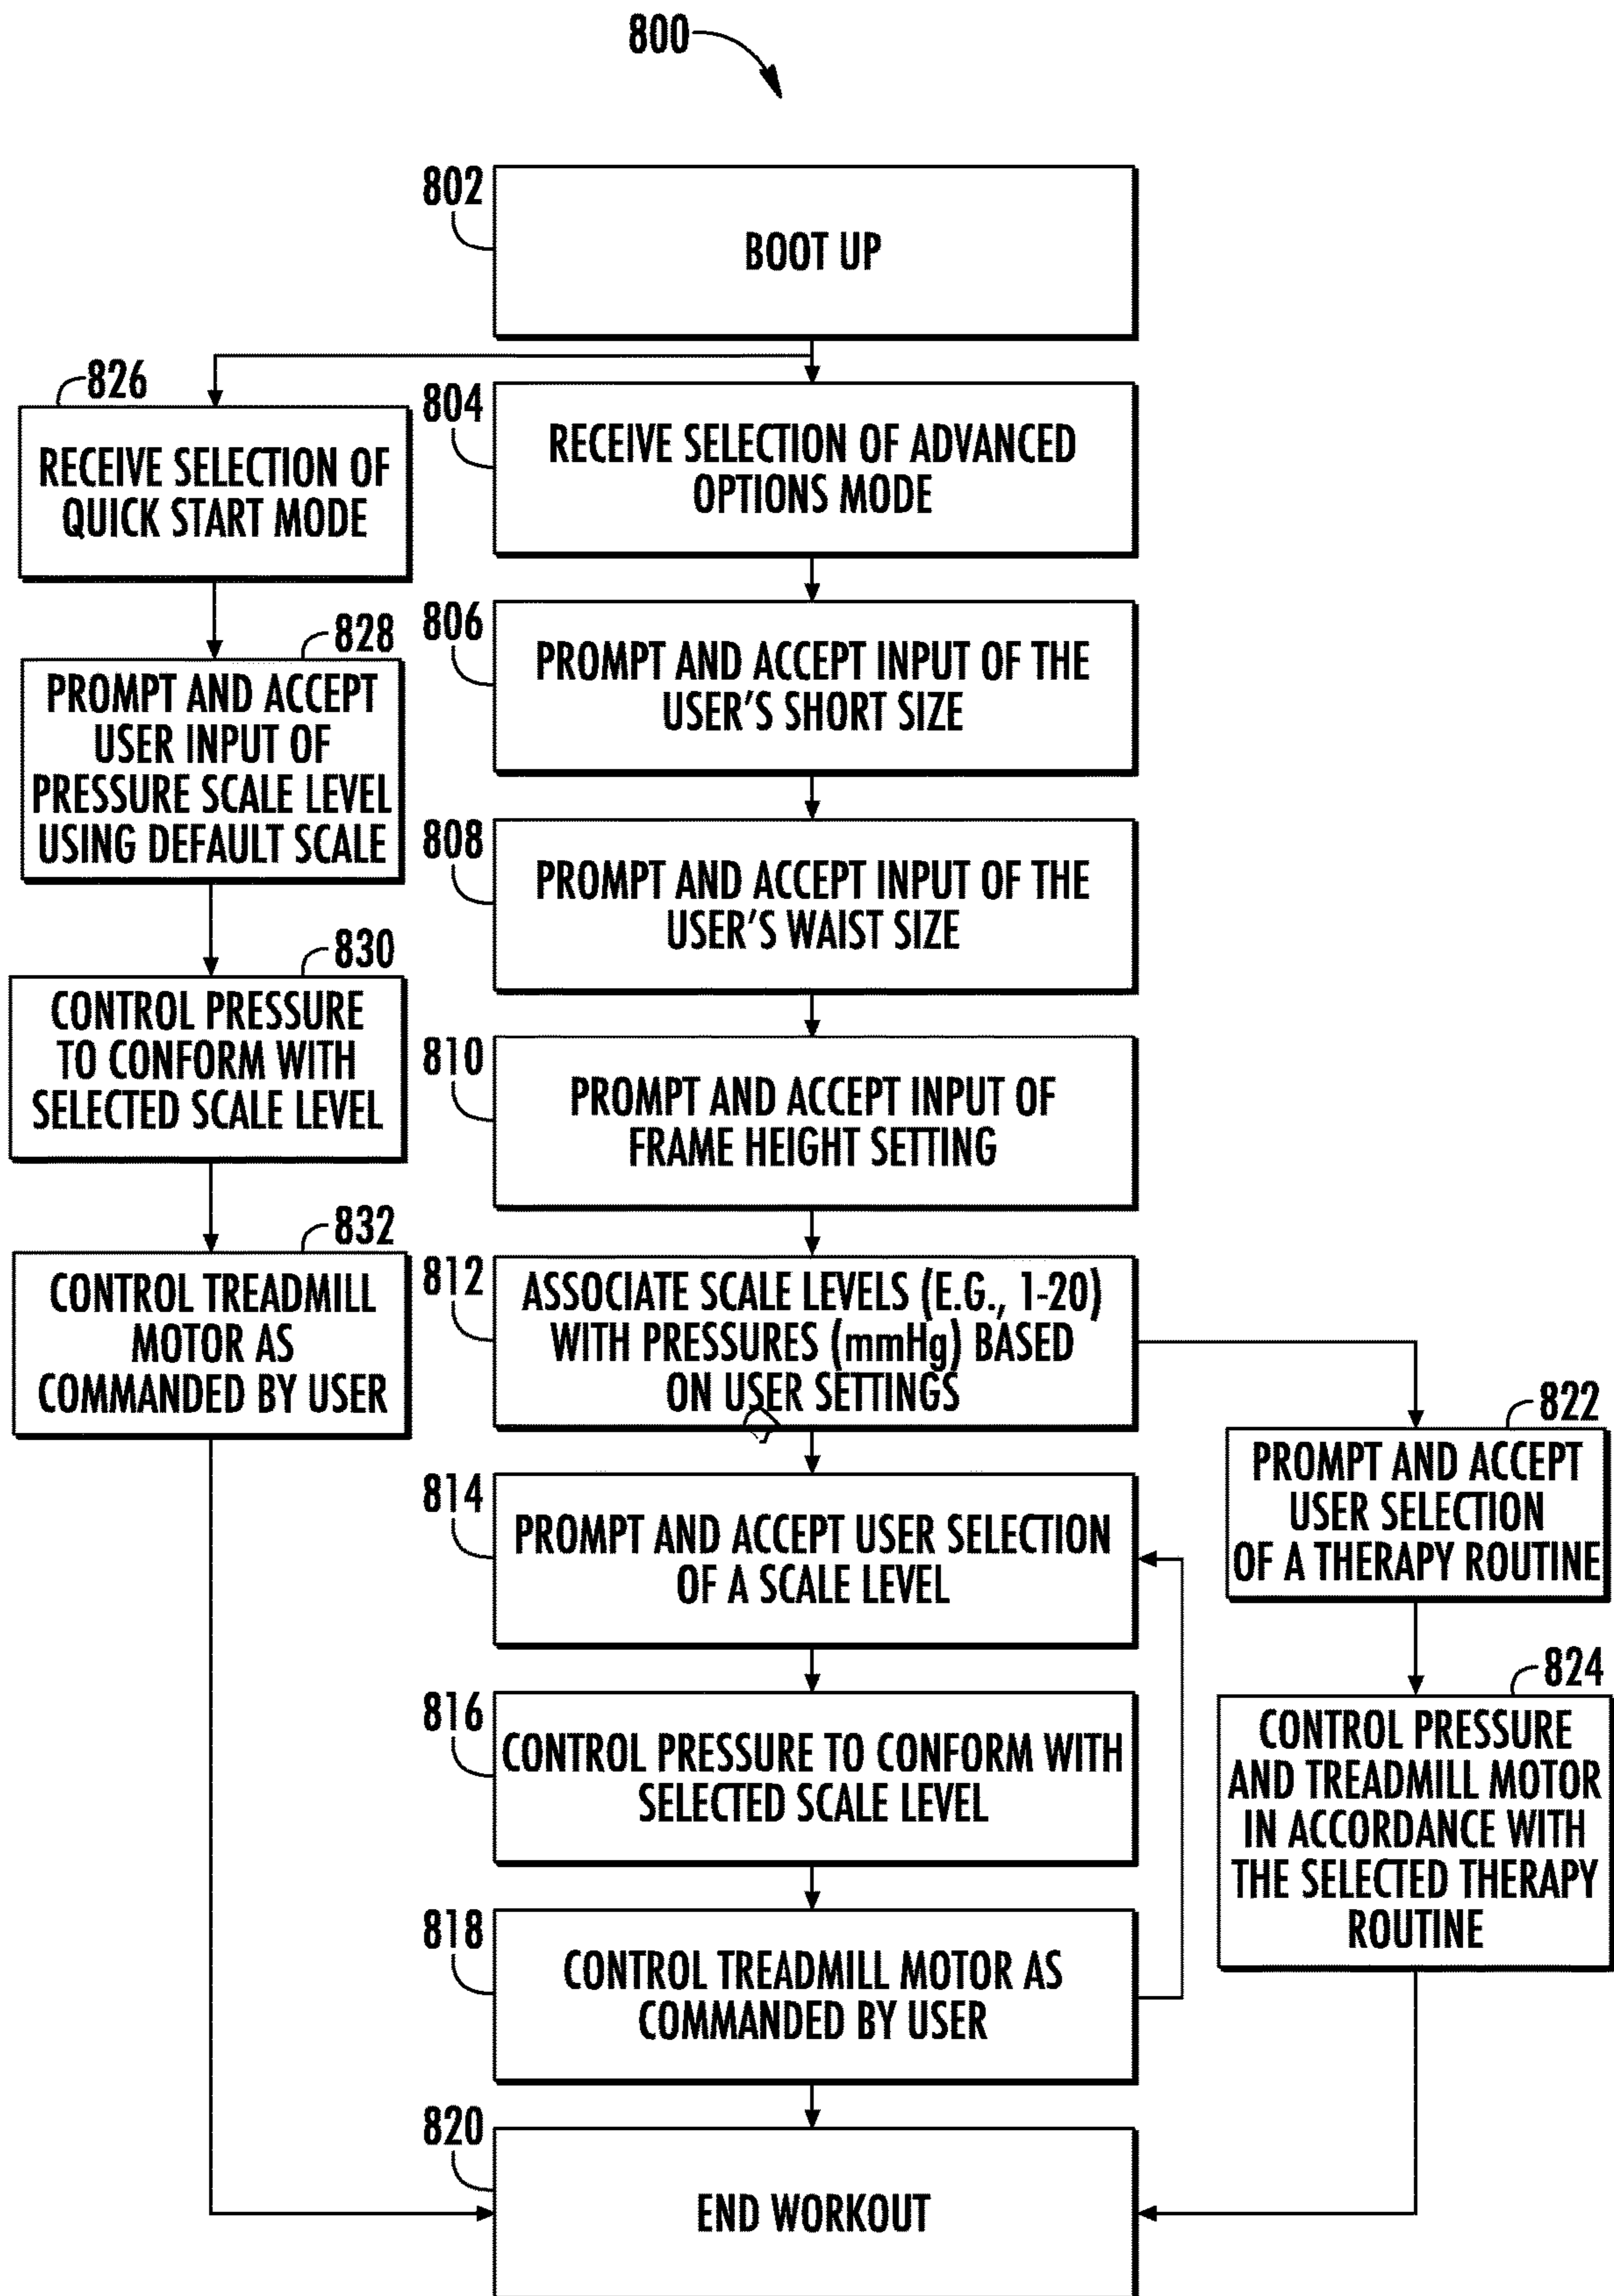 800
802
BOOT UP
826
RECEIVE SELECTION OF
QUICK START MODE
804
RECEIVE SELECTION OF ADVANCED
OPTIONS MODE
828
PROMPT AND ACCEPT
USER INPUT OF
PRESSURE SCALE LEVEL
USING DEFAULT SCALE
806
PROMPT AND ACCEPT INPUT OF THE
USER'S SHORT SIZE
808
PROMPT AND ACCEPT INPUT OF THE
USER'S WAIST SIZE
830
CONTROL PRESSURE
TO CONFORM WITH
SELECTED SCALE LEVEL
810
PROMPT AND ACCEPT INPUT OF
FRAME HEIGHT SETTING
832
CONTROL TREADMILL
MOTOR AS
COMMANDED BY USER
812
ASSOCIATE SCALE LEVELS (E.G., 1-20)
WITH PRESSURES (mmHg) BASED
ON USER SETTINGS
822
PROMPT AND ACCEPT
USER SELECTION
OF A THERAPY ROUTINE
814
PROMPT AND ACCEPT USER SELECTION
OF A SCALE LEVEL
816
CONTROL PRESSURE TO CONFORM WITH
SELECTED SCALE LEVEL
824
CONTROL PRESSURE
AND TREADMILL MOTOR
IN ACCORDANCE WITH
THE SELECTED THERAPY
ROUTINE
818
CONTROL TREADMILL MOTOR AS
COMMANDED BY USER
820
END WORKOUT